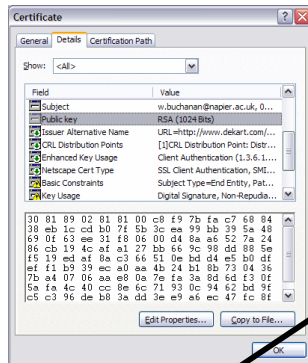 Certificate
General Details Certification Path
Show: <All>
Field Value
Subject w.buchanan@napier.ac.uk, 0...
Public key RSA (1024 Bits)
Issuer Alternative Name URL=http://www.dekart.com/...
CRL Distribution Points [1]CRL Distribution Point: Distr...
Enhanced Key Usage Client Authentication (1.3.6.1....
Netscape Cert Type SSL Client Authentication, SMI...
Basic Constraints Subject Type=End Entity, Pat...
Key Usage Digital Signature, Non-Repudia...
30 81 89 02 81 81 00 c8 f9 7b fa c7 68 84
38 eb 1c cd b0 7f 5b 3c ea 99 bb 39 5a 48
69 0f 63 ee 31 f8 06 00 d4 8a a6 52 7a 24
86 cb 19 4c af a1 27 bb 66 9c 98 dd 88 5e
f5 19 ed af 8a c3 66 51 0e bd d4 e5 b0 df
ef f1 b9 39 ec a0 aa 4b 24 b1 8b 73 04 36
7b a4 07 06 aa e8 0a 7e fa 3a 8d 6d f3 0f
5a fa 4c 40 cc 8e 6c 71 93 0c 94 62 bd 9f
c5 c3 96 de b8 3a dd 3e e9 a6 ec 47 fc 8f
Edit Properties... Copy to File...
OK